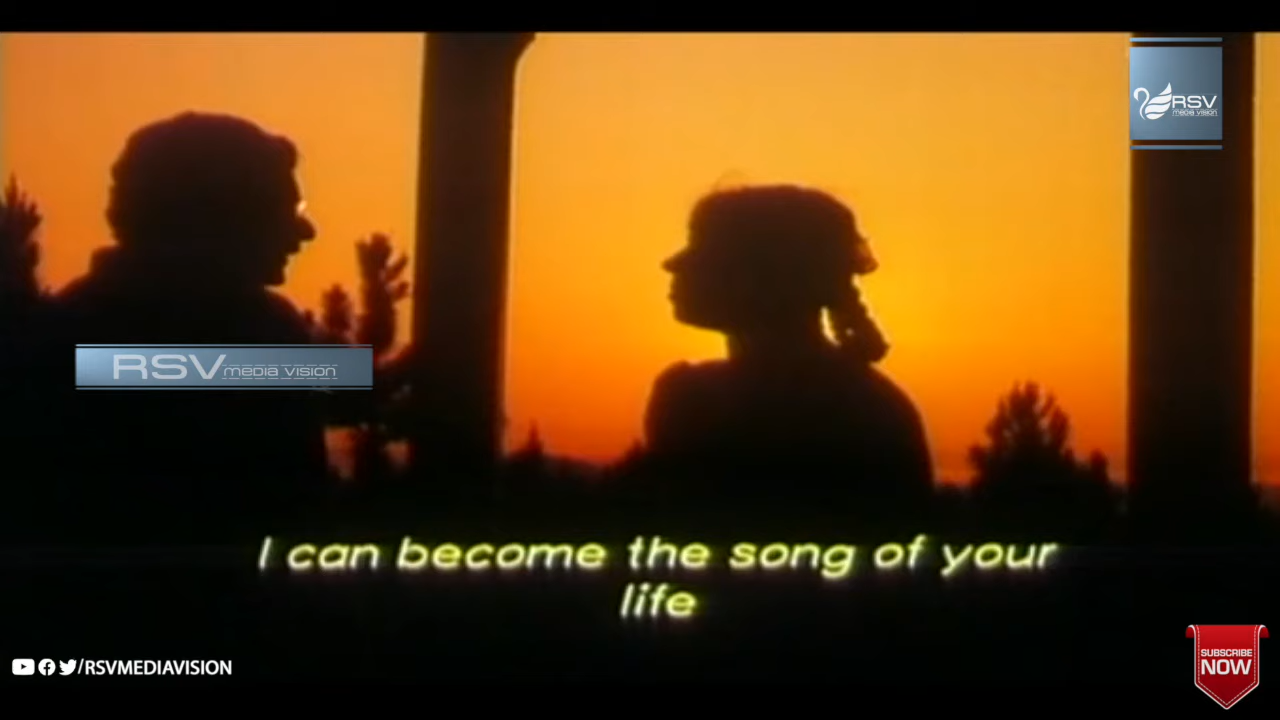 RSV
media vision
RSV media vision
I can become the song of your
life
/RSVMEDIAVISION
SUBSCRIBE
NOW